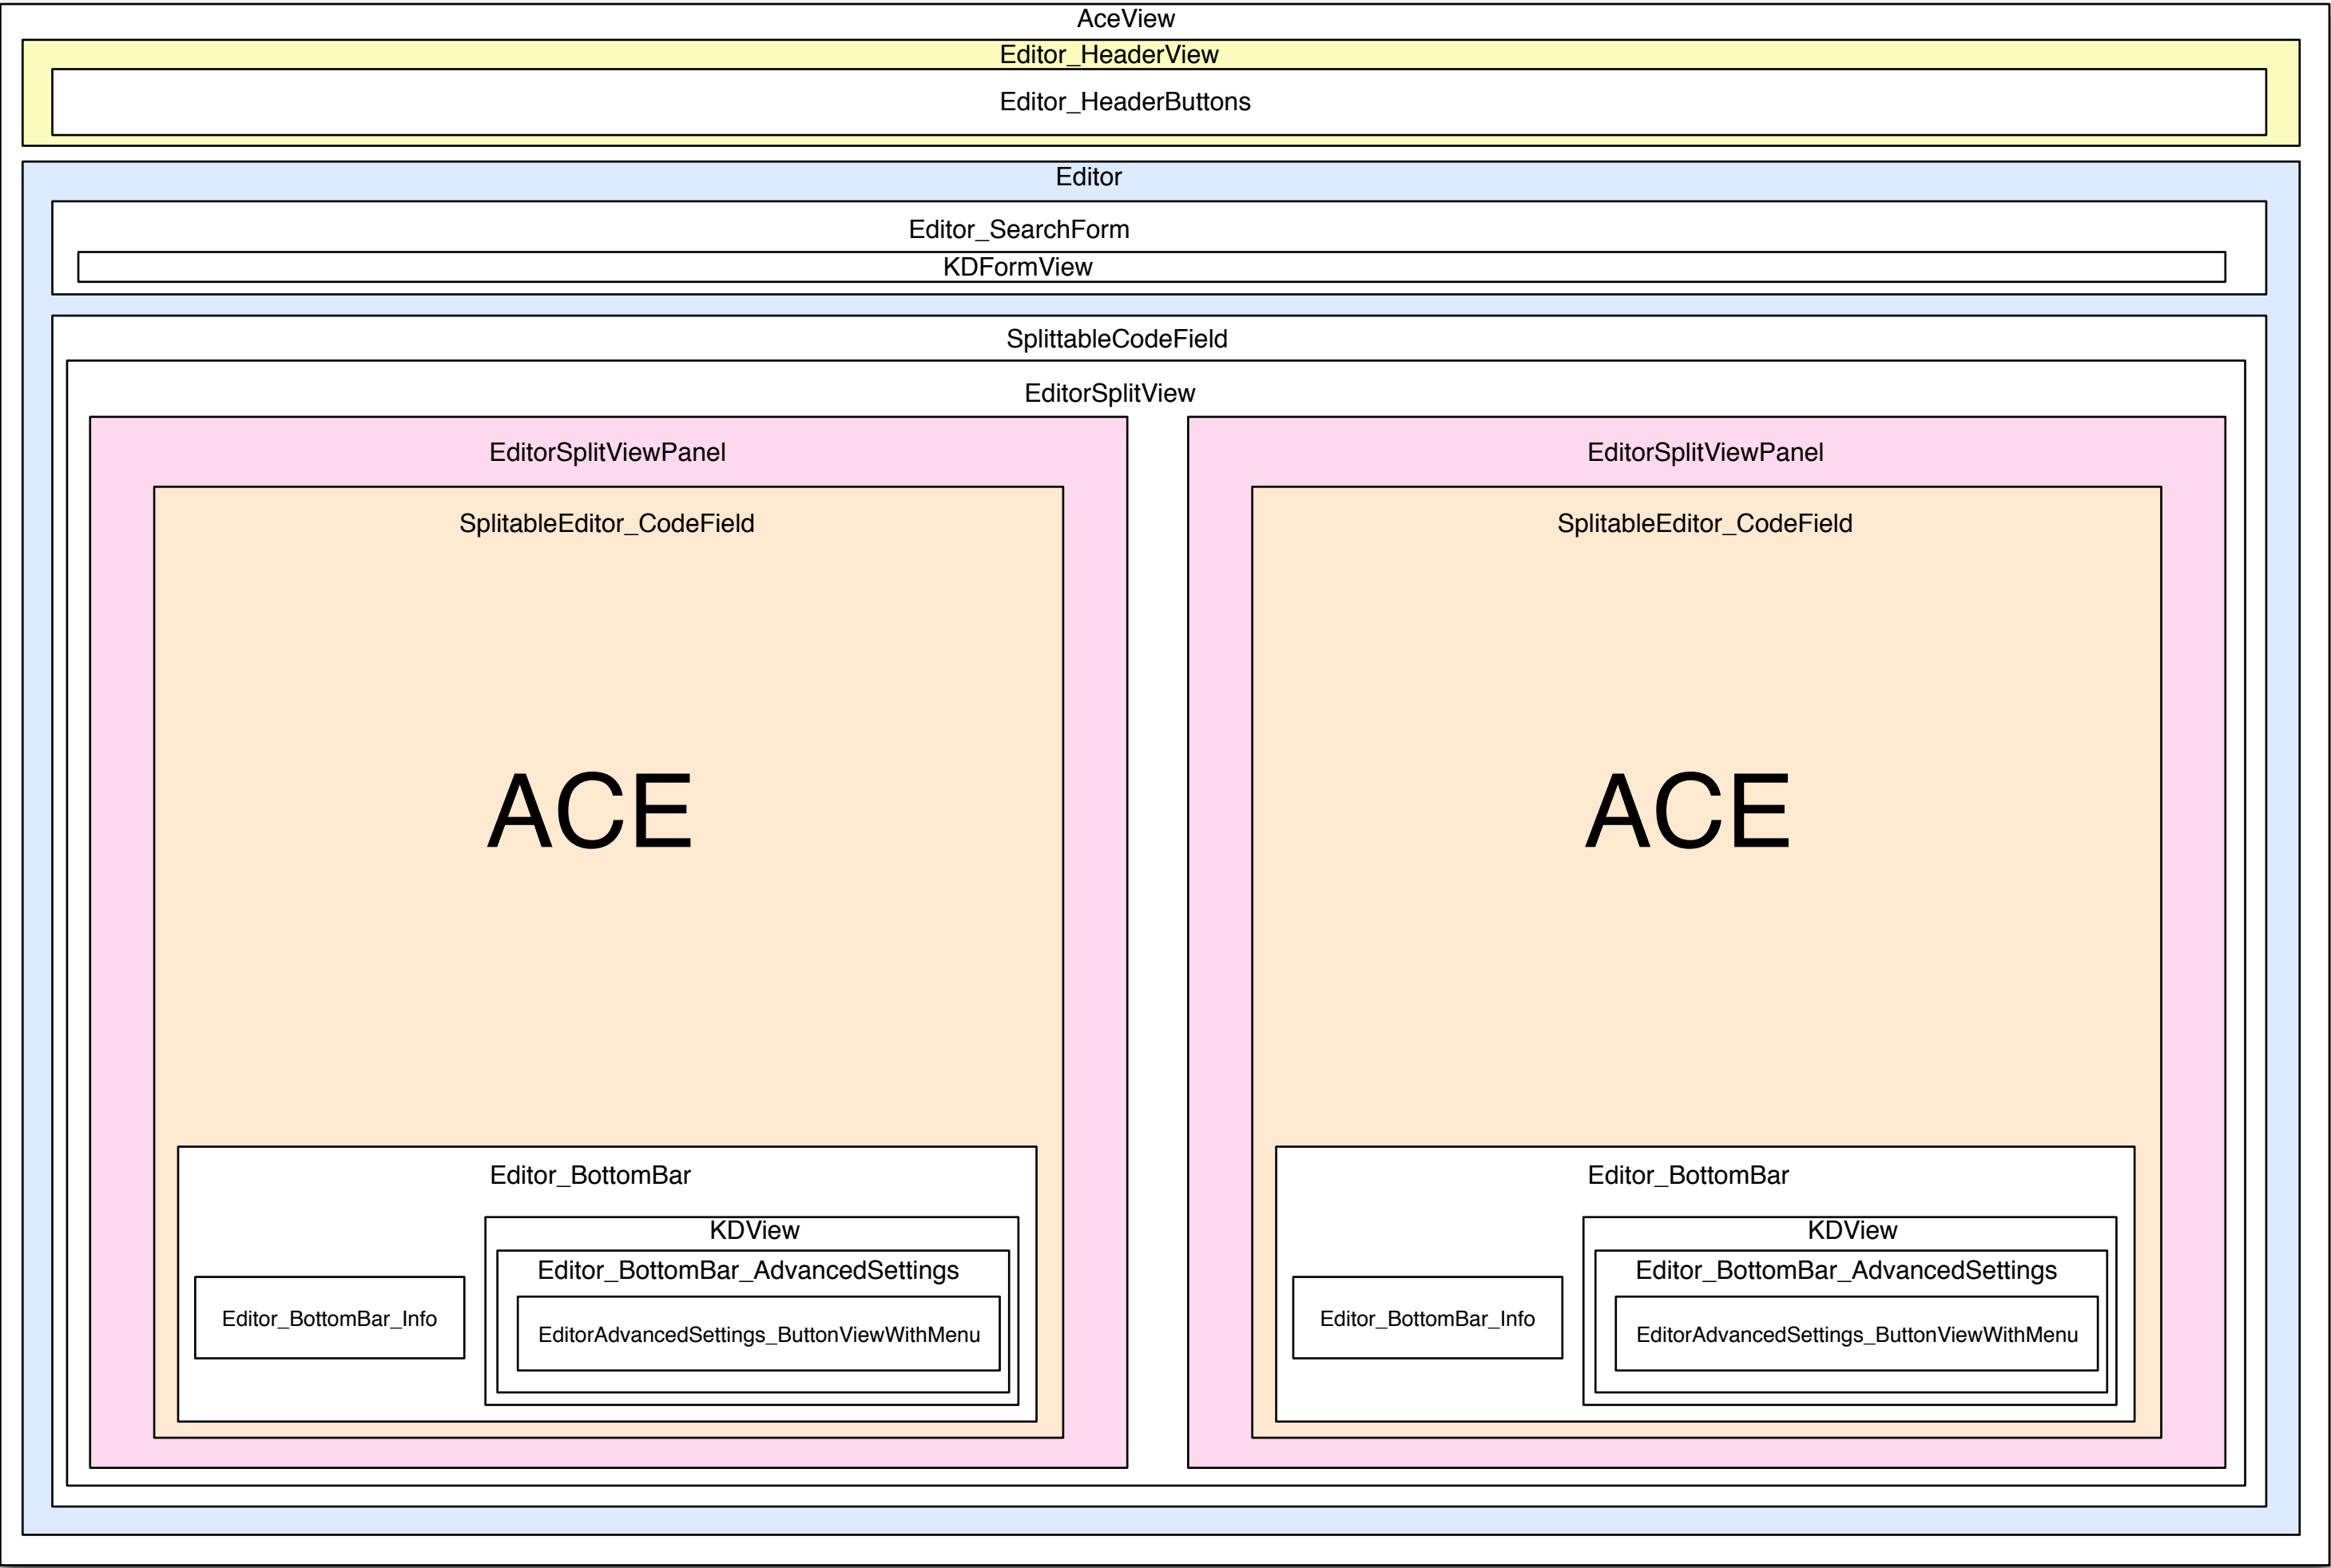 AceView
Editor_HeaderView
Editor_HeaderButtons
Editor
Editor_SearchForm
KDFormView
SplittableCodeField
EditorSplitView
EditorSplitViewPanel
SplitableEditor_CodeField
ACE
Editor_BottomBar
Editor_BottomBar_Info
KDView
Editor_BottomBar_AdvancedSettings
EditorAdvancedSettings_ButtonViewWithMenu
EditorSplitViewPanel
SplitableEditor_CodeField
ACE
Editor_BottomBar
Editor_BottomBar_Info
KDView
Editor_BottomBar_AdvancedSettings
EditorAdvancedSettings_ButtonViewWithMenu